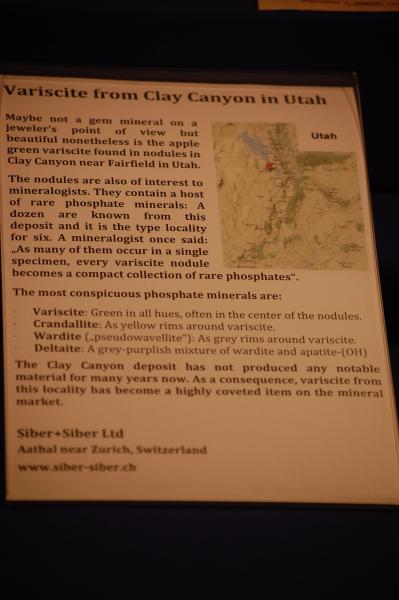 Variscite from Clay Canyon in Utah
Maybe not a gem mineral on a
jeweler's point of view but
beautiful nonetheless is the apple
green variscite found in nodules in
Clay Canyon near Fairfield in Utah.
Utah
The nodules are also of interest to
mineralogists. They contain a host
of rare phosphate minerals: A
dozen are known from this
deposit and it is the type locality
for six. A mineralogist once said:
„As many of them occur in a single
specimen, every variscite nodule
becomes a compact collection of rare phosphates“.
The most conspicuous phosphate minerals are:
· Variscite: Green in all hues, often in the center of the nodules.
· Crandallite: As yellow rims around variscite.
· Wardite („pseudowavellite“): As grey rims around variscite.
· Deltaite: A grey-purplish mixture of wardite and apatite-(OH)
The Clay Canyon deposit has not produced any notable
material for many years now. As a consequence, variscite from
this locality has become a highly coveted item on the mineral
market.
Siber+Siber Ltd
Aathal near Zurich, Switzerland
www.siber-siber.ch